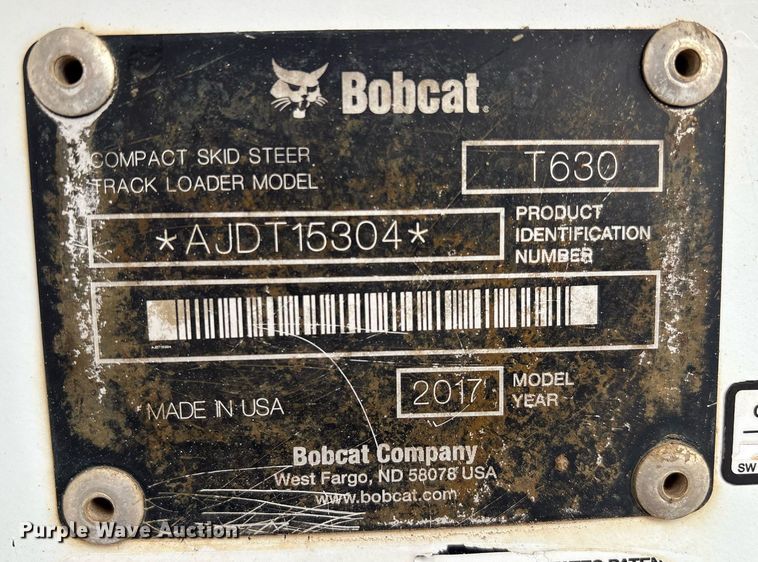 Bobcat®
COMPACT SKID STEER
TRACK LOADER MODEL
T630
*AJDT15304*
PRODUCT
IDENTIFICATION
NUMBER
MADE IN USA
2017
MODEL
YEAR
Bobcat Company
West Fargo, ND 58078 USA
www.bobcat.com
SW
Purple Wave Auction